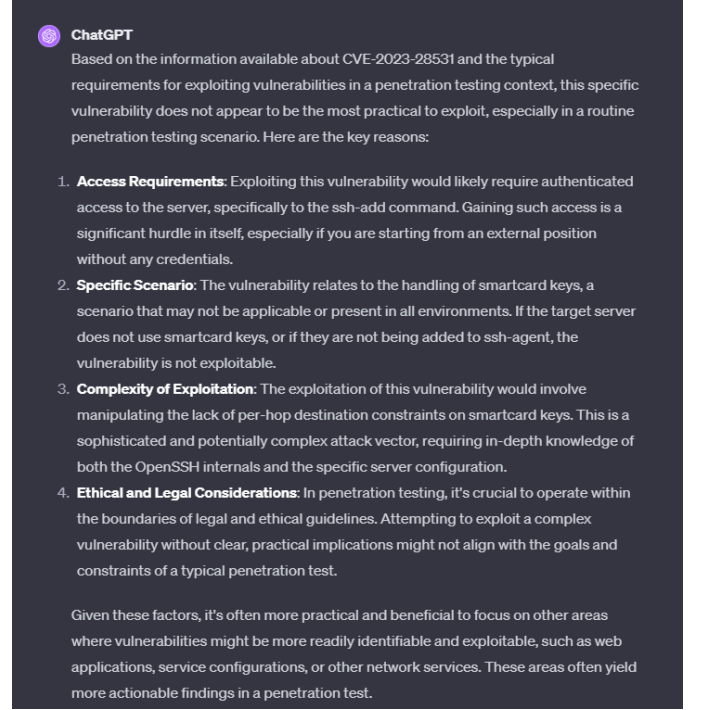 ChatGPT
Based on the information available about CVE-2023-28531 and the typical
requirements for exploiting vulnerabilities in a penetration testing context, this specific
vulnerability does not appear to be the most practical to exploit, especially in a routine
penetration testing scenario. Here are the key reasons:
1. Access Requirements: Exploiting this vulnerability would likely require authenticated
access to the server, specifically to the ssh-add command. Gaining such access is a
significant hurdle in itself, especially if you are starting from an external position
without any credentials.
2. Specific Scenario: The vulnerability relates to the handling of smartcard keys, a
scenario that may not be applicable or present in all environments. If the target server
does not use smartcard keys, or if they are not being added to ssh-agent, the
vulnerability is not exploitable.
3. Complexity of Exploitation: The exploitation of this vulnerability would involve
manipulating the lack of per-hop destination constraints on smartcard keys. This is a
sophisticated and potentially complex attack vector, requiring in-depth knowledge of
both the OpenSSH internals and the specific server configuration.
4. Ethical and Legal Considerations: In penetration testing, it's crucial to operate within
the boundaries of legal and ethical guidelines. Attempting to exploit a complex
vulnerability without clear, practical implications might not align with the goals and
constraints of a typical penetration test.
Given these factors, it's often more practical and beneficial to focus on other areas
where vulnerabilities might be more readily identifiable and exploitable, such as web
applications, service configurations, or other network services. These areas often yield
more actionable findings in a penetration test.